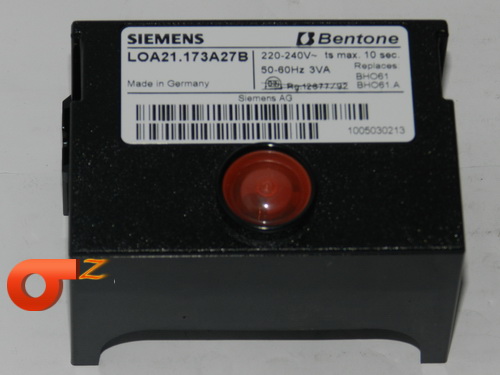 SIEMENS
Bentone
LOA21.173A27B
220-240V~ ts max. 10 sec.
50-60Hz 3VA
Replaces
BHO61
BHO61.A
Made in Germany
Siemens AG
1005030213
Z